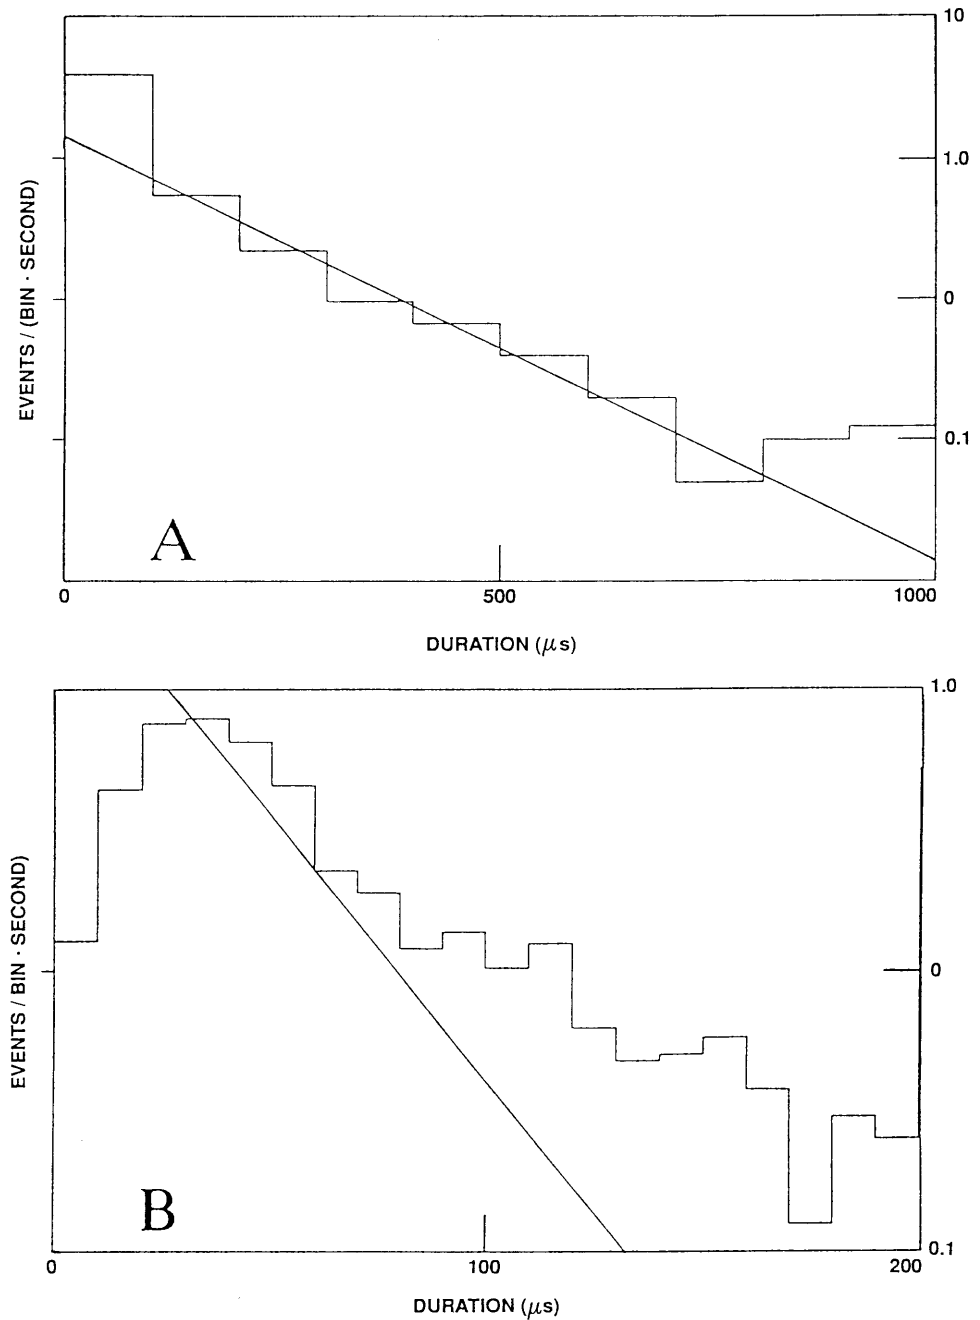 10
1.0
EVENTS / (BIN · SECOND)
0
0.1
A
0 500 1000
DURATION (μs)
1.0
EVENTS / BIN · SECOND)
0
B
0.1
0 100 200
DURATION (μs)